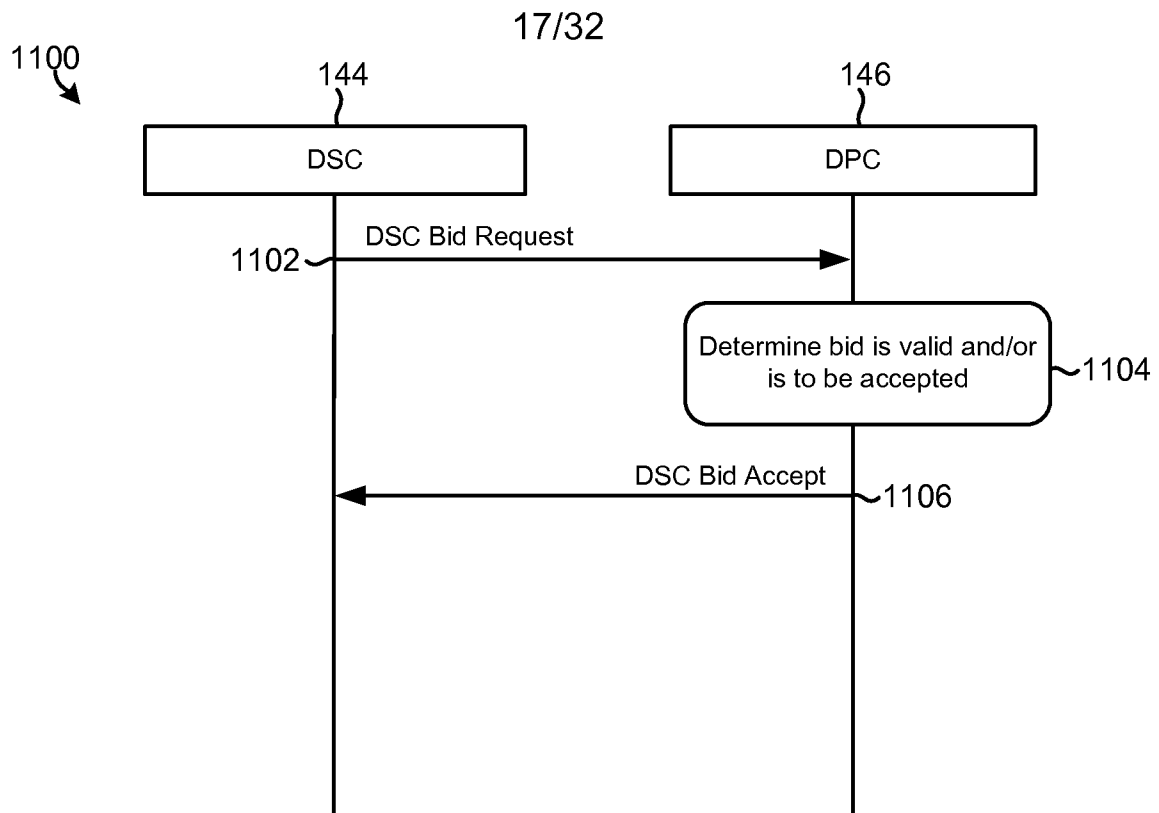 17/32
1100
144
146
DSC
DPC
DSC Bid Request
1102
Determine bid is valid and/or
is to be accepted
1104
DSC Bid Accept
1106